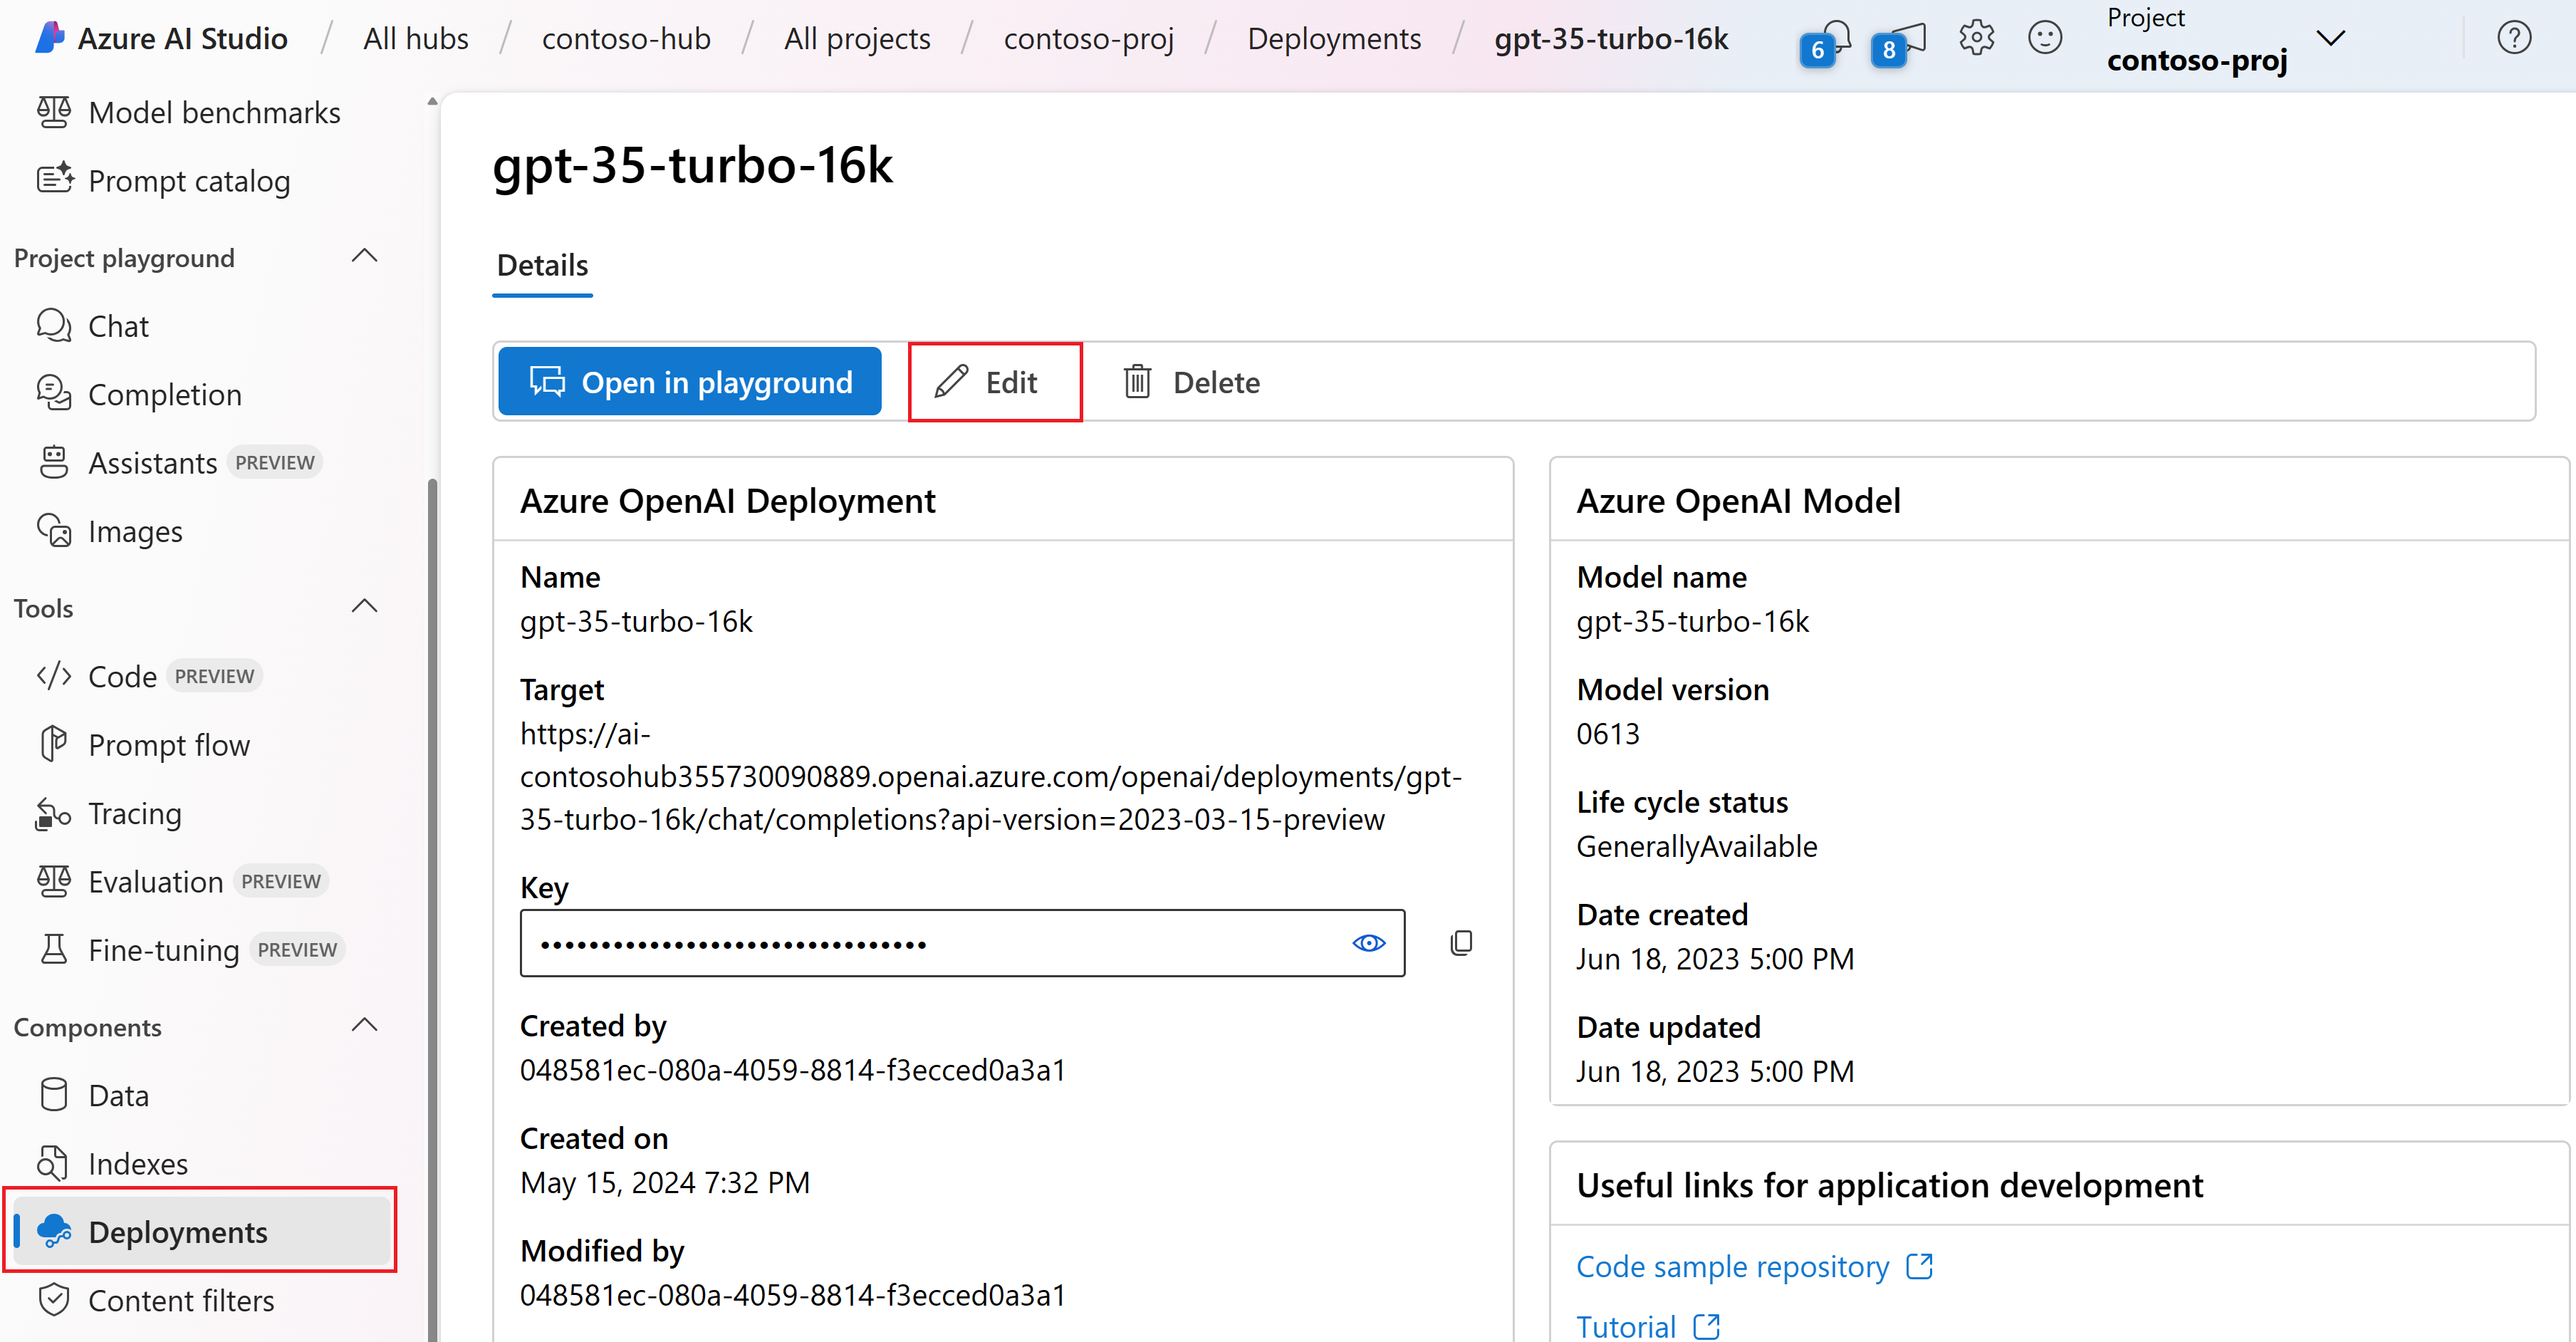 Azure AI Studio / All hubs / contoso-hub / All projects / contoso-proj / Deployments / gpt-35-turbo-16k
6
8
Project
contoso-proj
Model benchmarks
Prompt catalog
Project playground
Chat
Completion
Assistants PREVIEW
Images
Tools
Code PREVIEW
Prompt flow
Tracing
Evaluation PREVIEW
Fine-tuning PREVIEW
Components
Data
Indexes
Deployments
Content filters
gpt-35-turbo-16k
Details
Open in playground
Edit
Delete
Azure OpenAI Deployment
Name
gpt-35-turbo-16k
Target
https://ai-
contosohub355730090889.openai.azure.com/openai/deployments/gpt-
35-turbo-16k/chat/completions?api-version=2023-03-15-preview
Key
••••••••••••••••••••••••••••••••
Created by
048581ec-080a-4059-8814-f3ecced0a3a1
Created on
May 15, 2024 7:32 PM
Modified by
048581ec-080a-4059-8814-f3ecced0a3a1
Azure OpenAI Model
Model name
gpt-35-turbo-16k
Model version
0613
Life cycle status
GenerallyAvailable
Date created
Jun 18, 2023 5:00 PM
Date updated
Jun 18, 2023 5:00 PM
Useful links for application development
Code sample repository
Tutorial